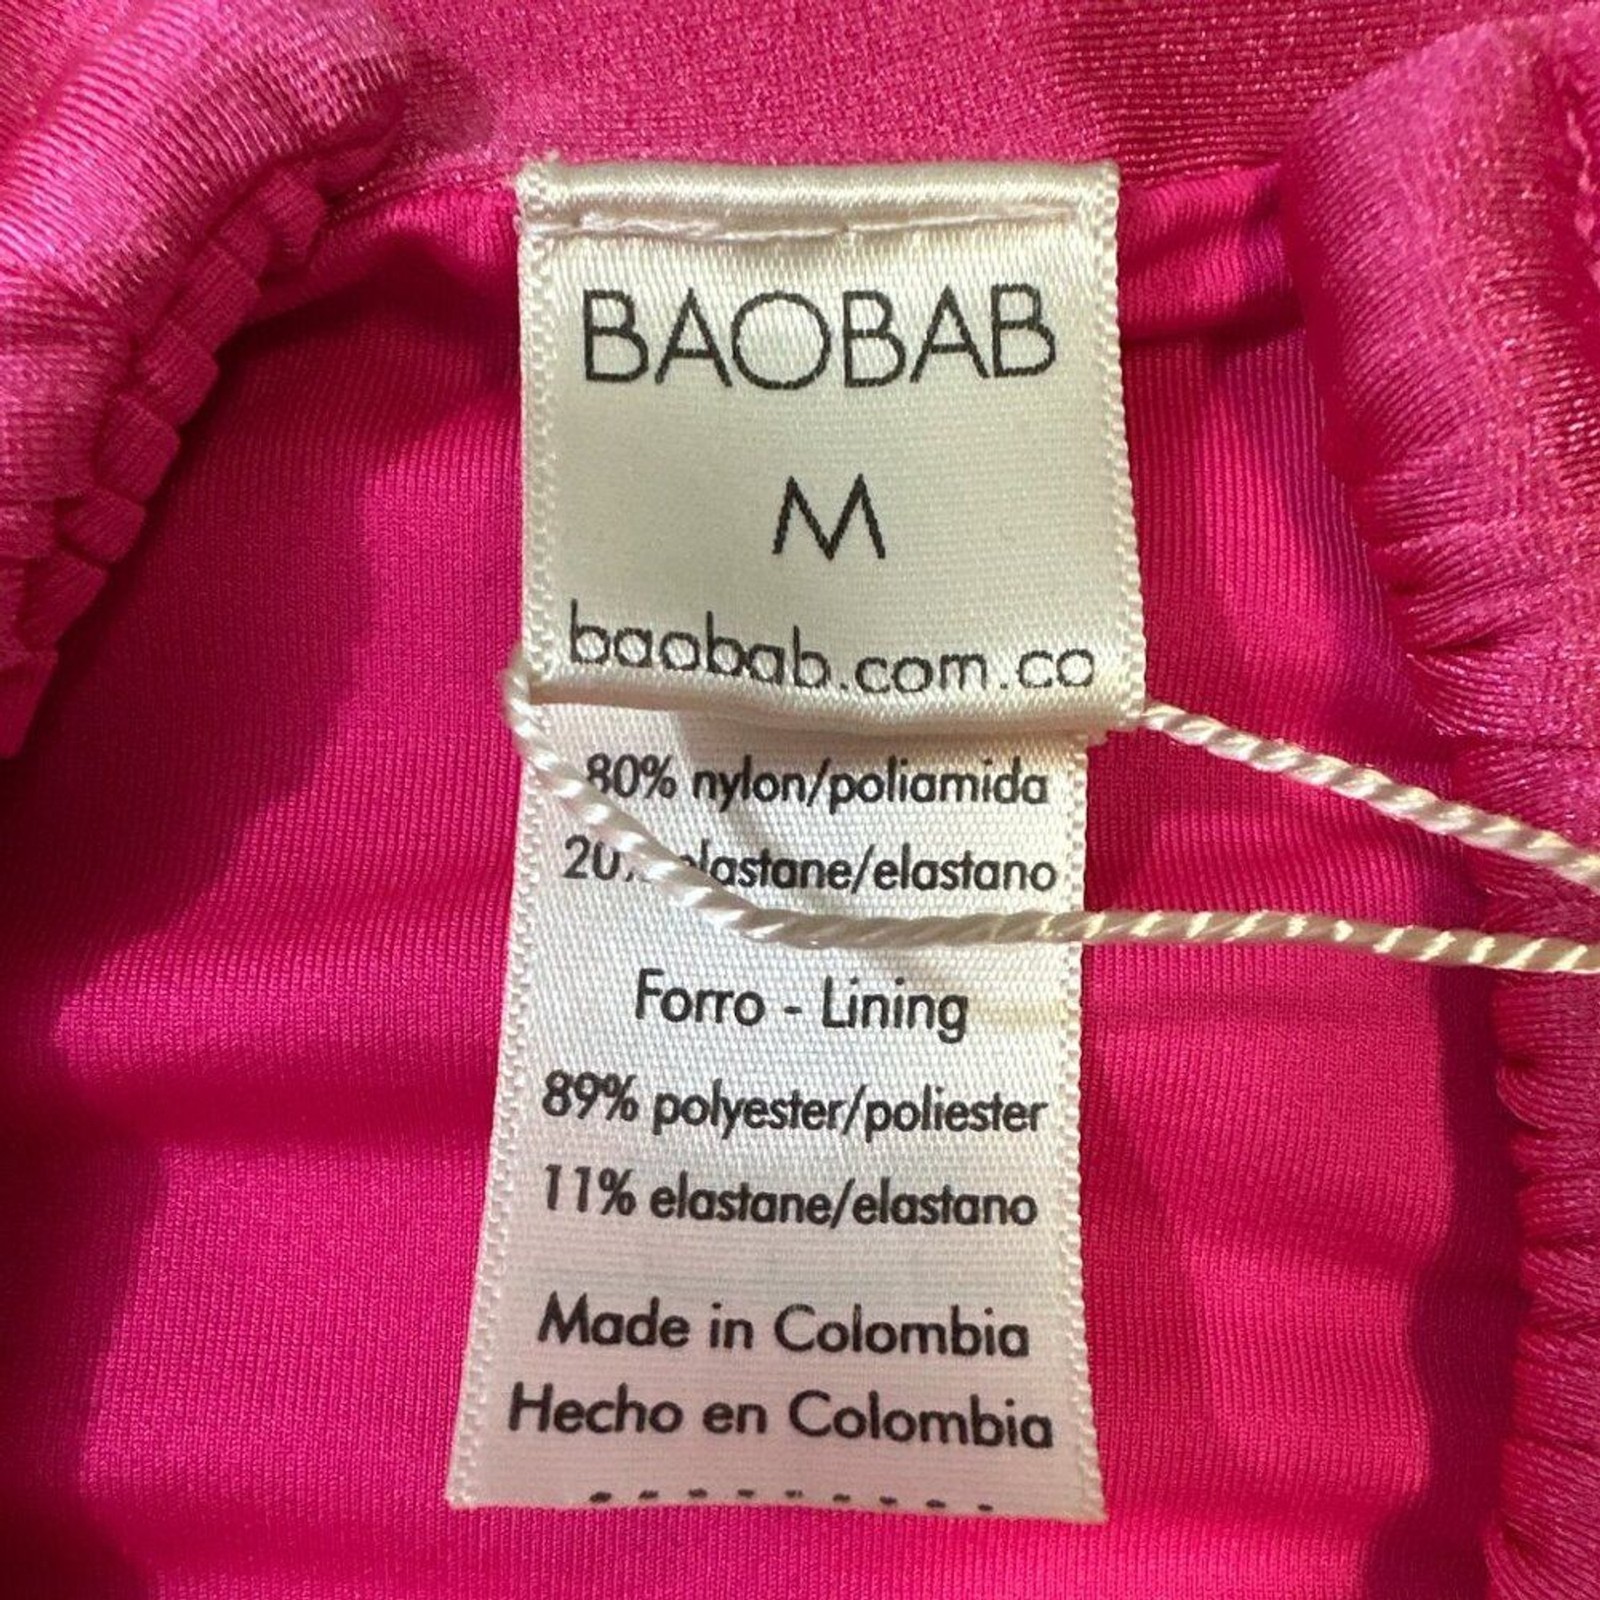 BAOBAB
M
baobab.com.co
80% nylon/poliamida
elastano
Forro - Lining
89% polyester/poliester
11% elastane/elastano
Made in Colombia
Hecho en Colombia